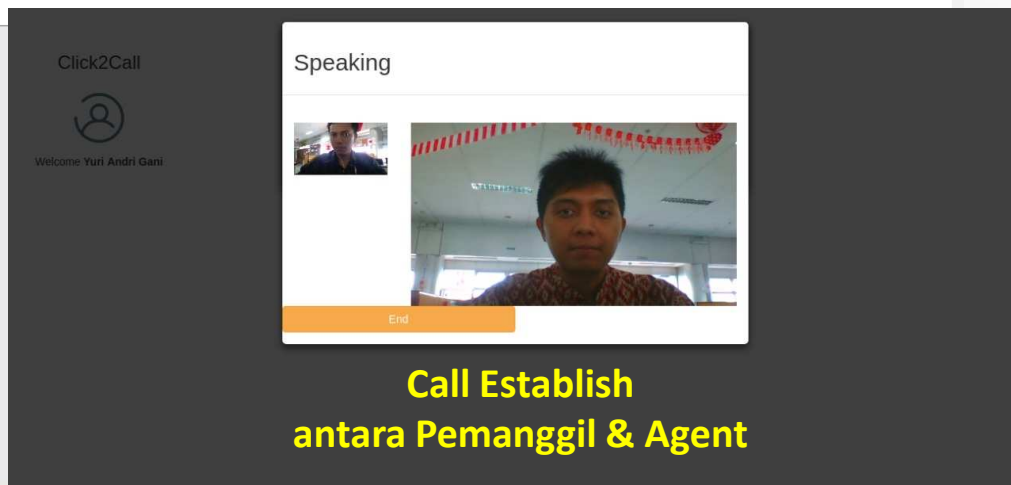 Click2Call
Welcome Yuri Andri Gani
Speaking
End
Call Establish
antara Pemanggil & Agent